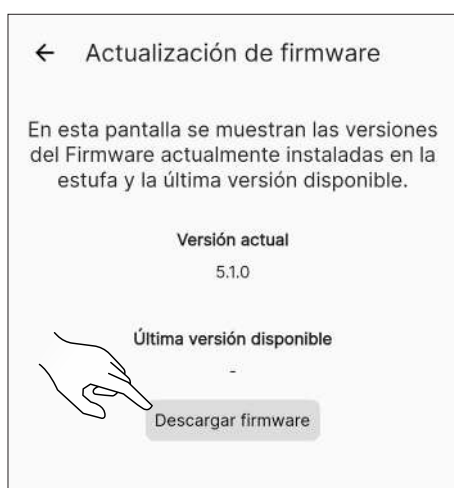 ← Actualización de firmware
En esta pantalla se muestran las versiones
del Firmware actualmente instaladas en la
estufa y la última versión disponible.
Versión actual
5.1.0
Última versión disponible
-
Descargar firmware